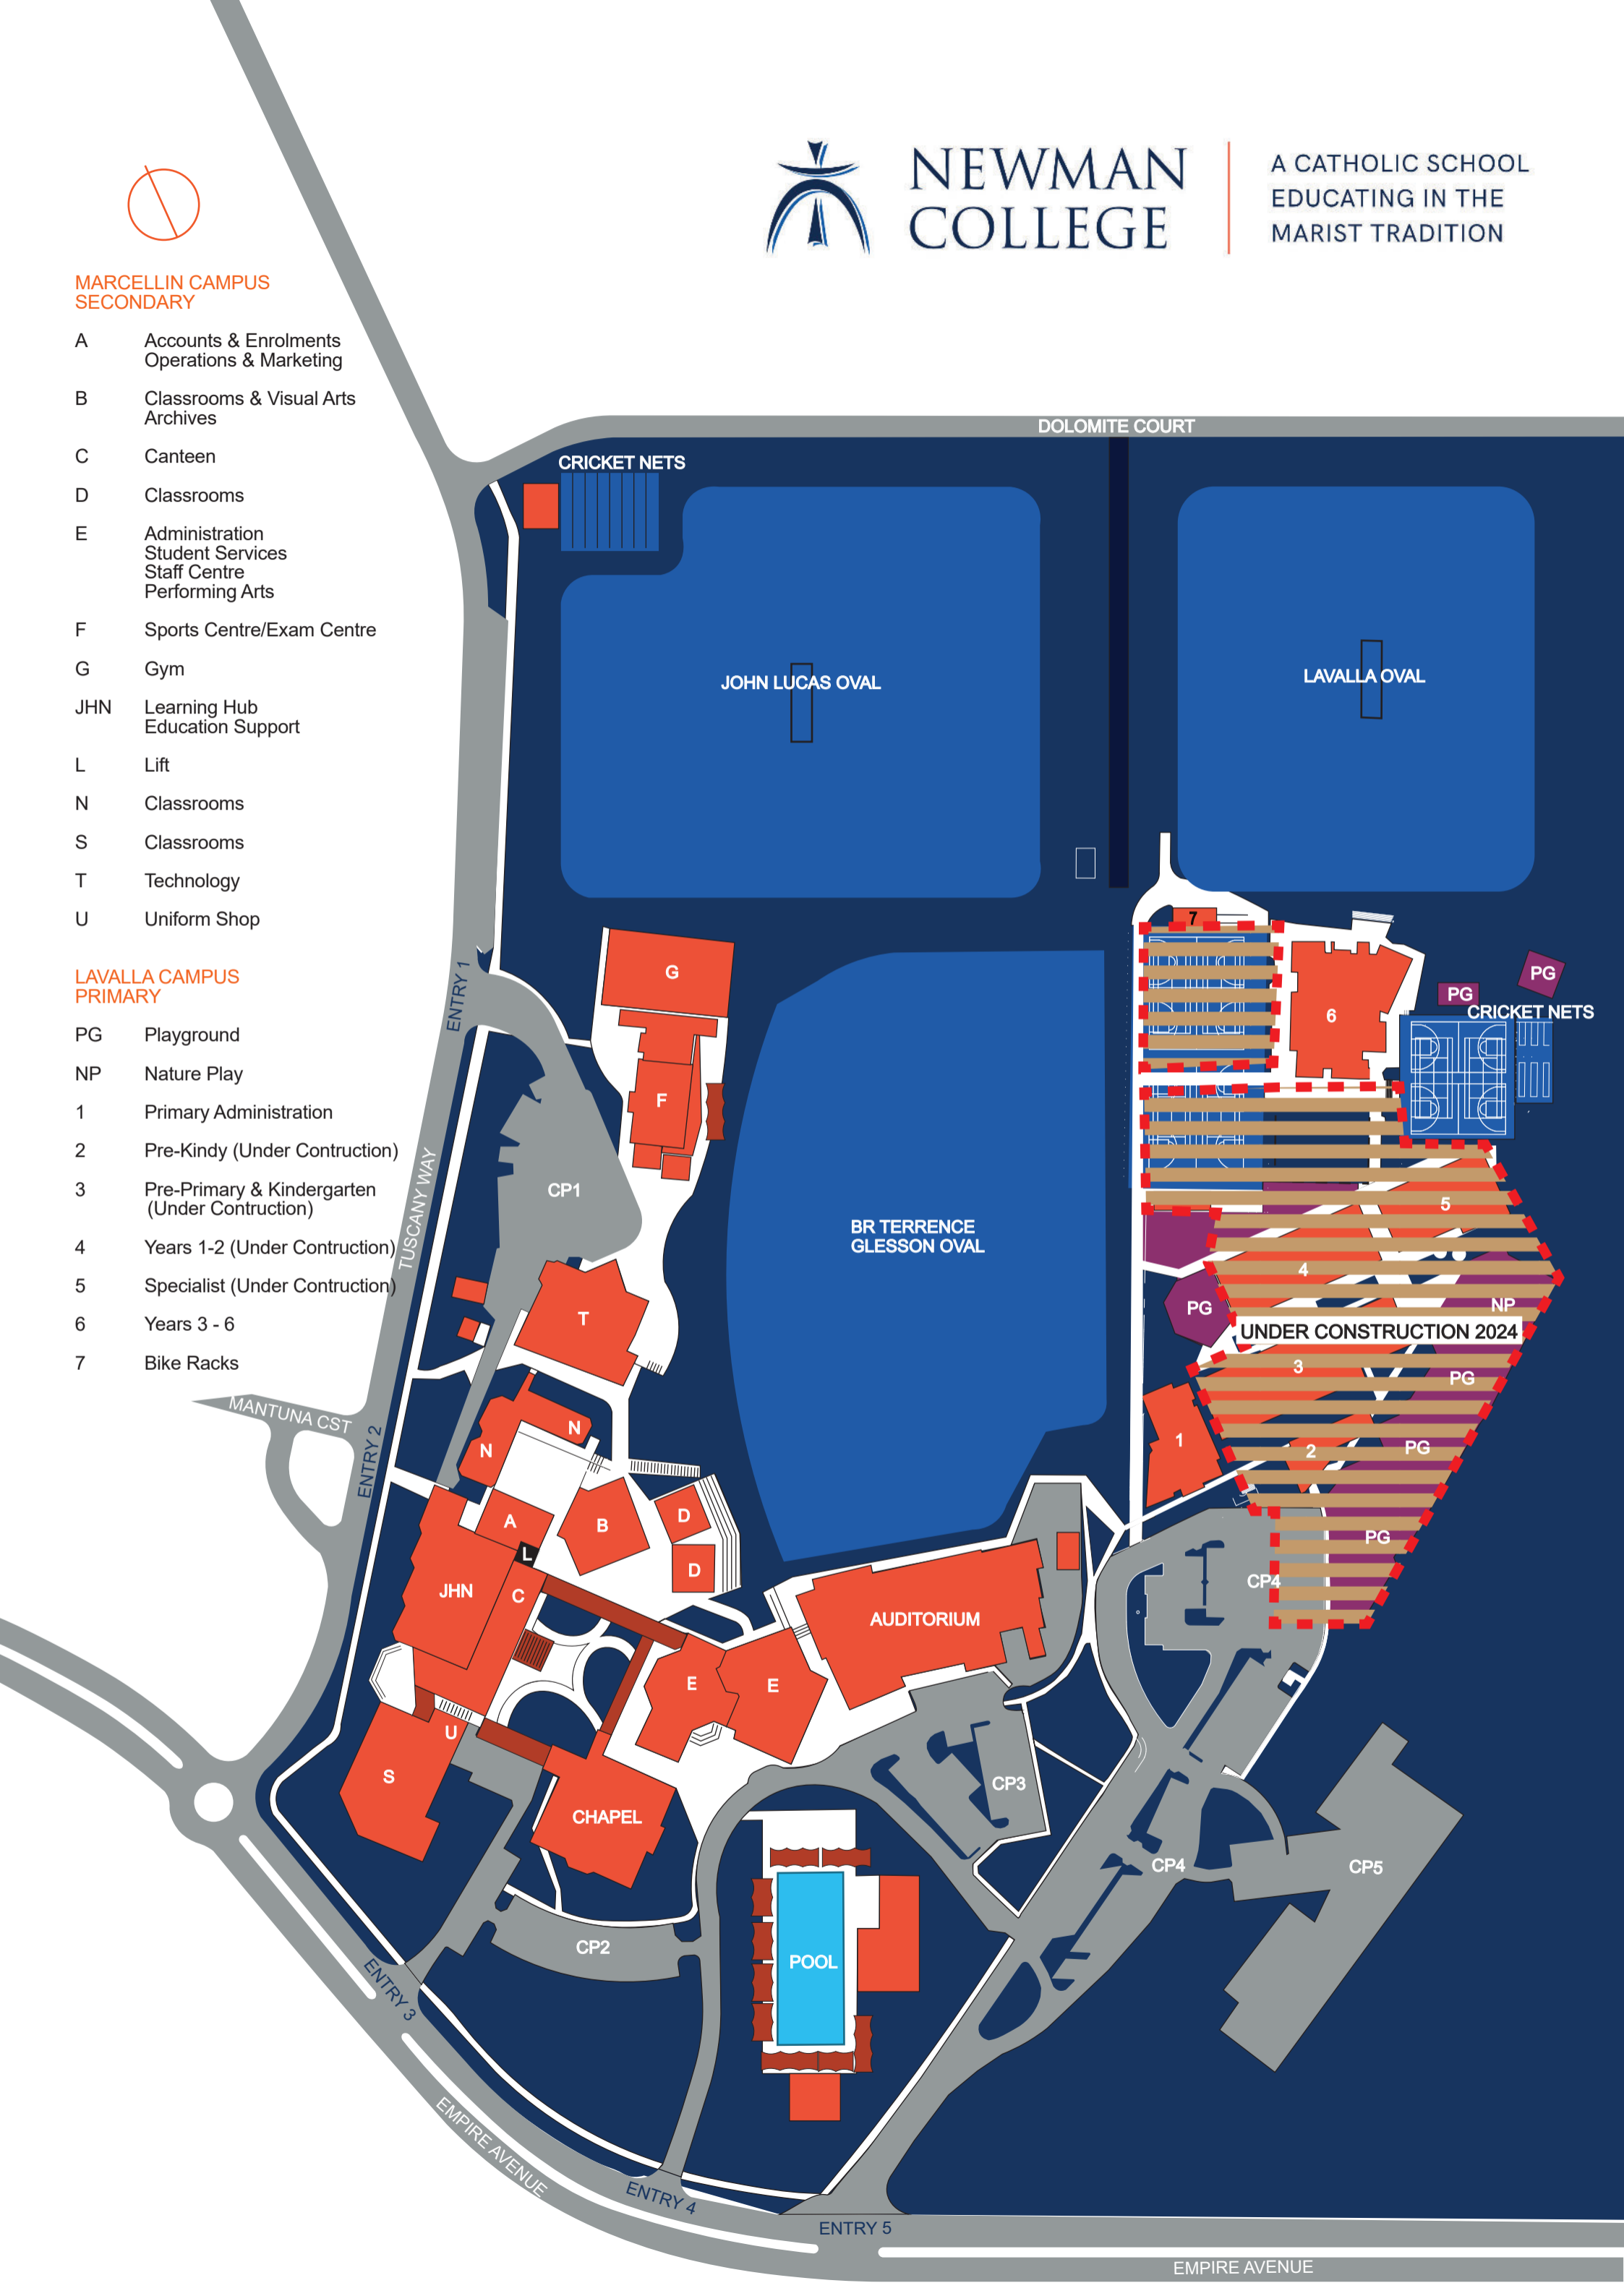 NEWMAN
COLLEGE
A CATHOLIC SCHOOL
EDUCATING IN THE
MARIST TRADITION
MARCELLIN CAMPUS
SECONDARY
A Accounts & Enrolments
Operations & Marketing
B Classrooms & Visual Arts
Archives
C Canteen
D Classrooms
E Administration
Student Services
Staff Centre
Performing Arts
F Sports Centre/Exam Centre
G Gym
JHN Learning Hub
Education Support
L Lift
N Classrooms
S Classrooms
T Technology
U Uniform Shop
LAVALLA CAMPUS
PRIMARY
PG Playground
NP Nature Play
1 Primary Administration
2 Pre-Kindy (Under Contruction)
3 Pre-Primary & Kindergarten
(Under Contruction)
4 Years 1-2 (Under Construction)
5 Specialist (Under Contruction)
6 Years 3 - 6
7 Bike Racks
DOLOMITE COURT
CRICKET NETS
JOHN LUCAS OVAL
LAVALLA OVAL
7
G
6
PG
PG
CRICKET NETS
ENTRY 1
F
CP1
TUSCANY WAY
BR TERRENCE
GLESSON OVAL
5
4
PG
NP
T
UNDER CONSTRUCTION 2024
3
PG
MANTUNA CST
ENTRY 2
N
N
1
2
PG
A
B
D
PG
L
D
CP4
JHN
C
AUDITORIUM
E
E
U
S
CHAPEL
CP3
CP4
CP5
CP2
POOL
ENTRY 3
EMPIRE AVENUE
ENTRY 4
ENTRY 5
EMPIRE AVENUE